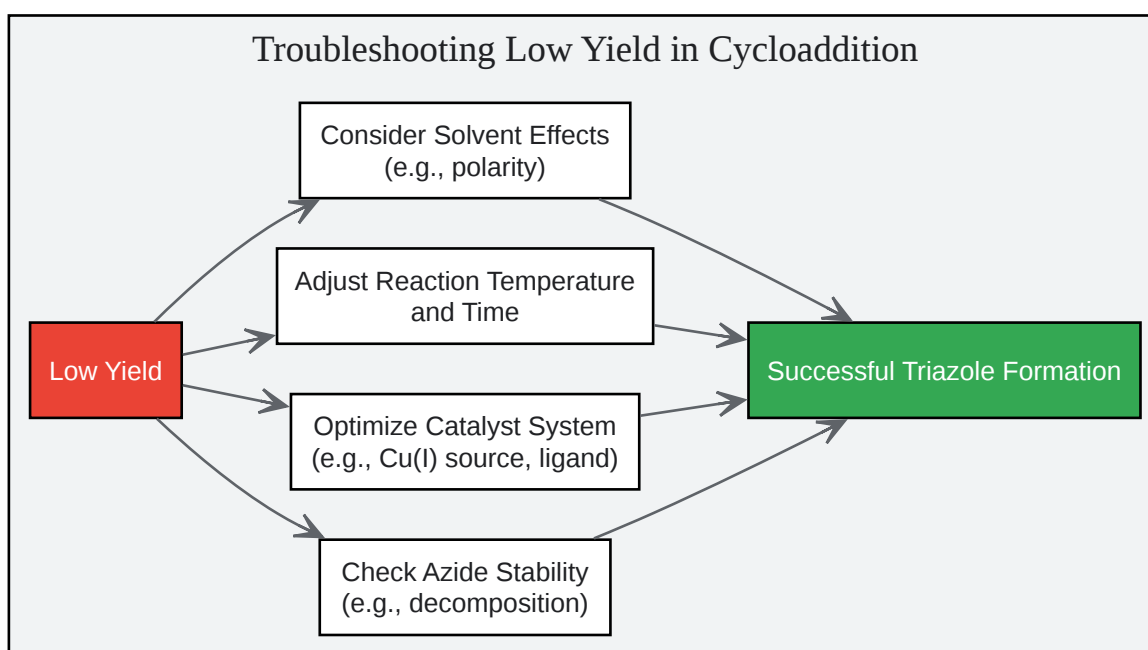 Troubleshooting Low Yield in Cycloaddition
Consider Solvent Effects
(e.g., polarity)
Adjust Reaction Temperature
and Time
Low Yield
Successful Triazole Formation
Optimize Catalyst System
(e.g., Cu(I) source, ligand)
Check Azide Stability
(e.g., decomposition)